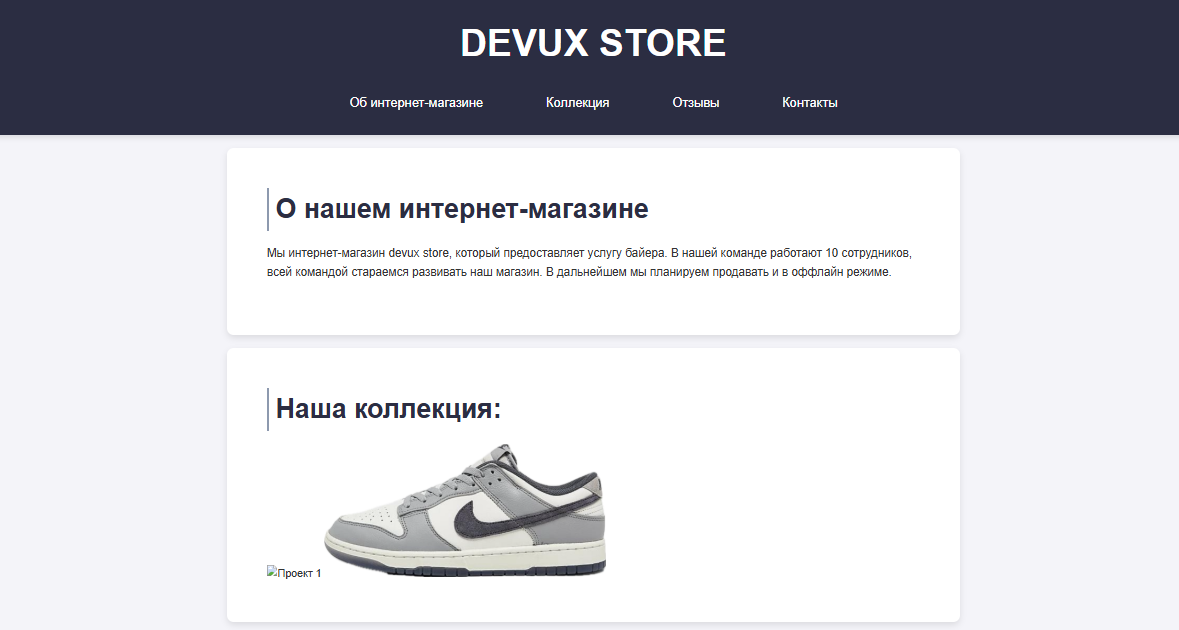 DEVUX STORE
Об интернет-магазине Коллекция Отзывы Контакты
О нашем интернет-магазине
Мы интернет-магазин devux store, который предоставляет услугу байера. В нашей команде работают 10 сотрудников,
всей командой стараемся развивать наш магазин. В дальнейшем мы планируем продавать и в оффлайн режиме.
Наша коллекция:
Проект 1